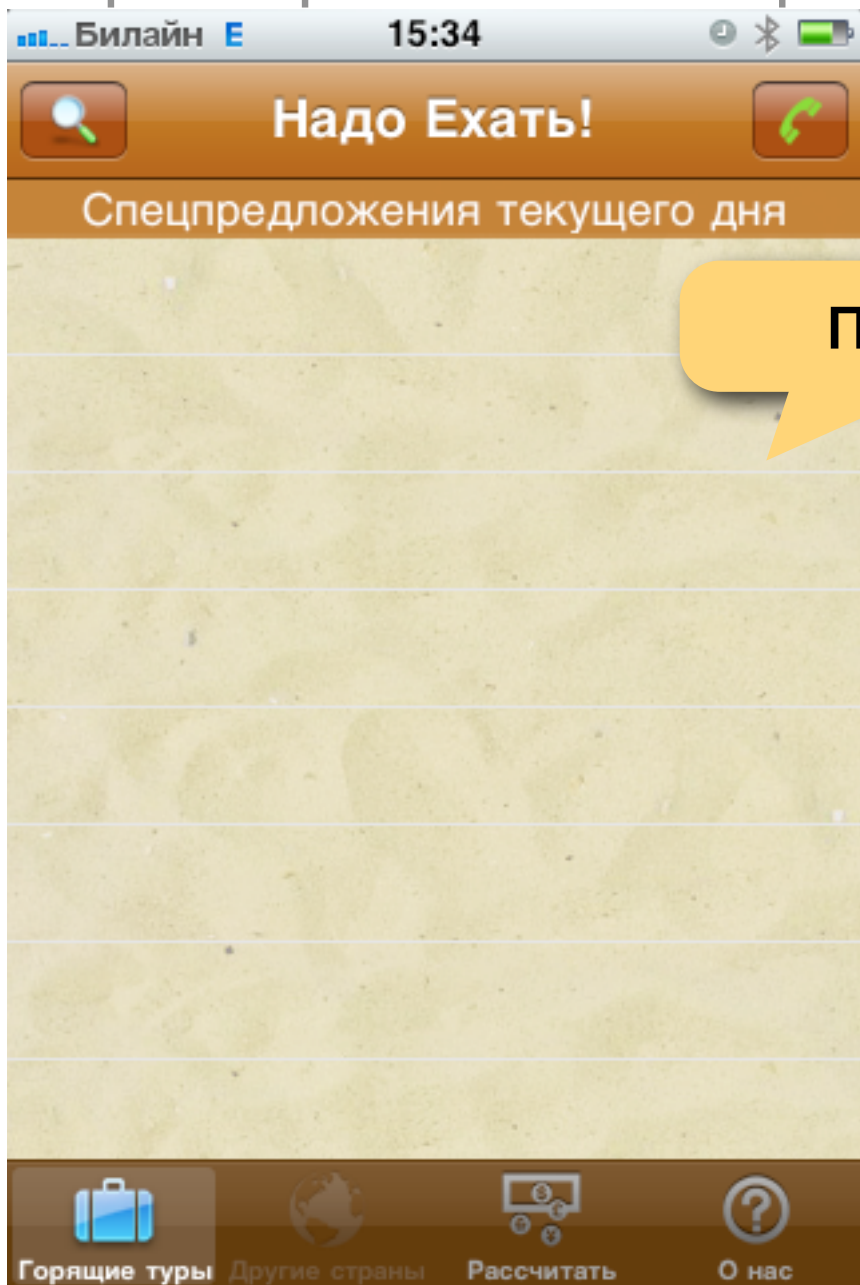 Билайн E 15:34
Надо Ехать!
Спецпредложения текущего дня
П
Горящие туры Другие страны Рассчитать О нас